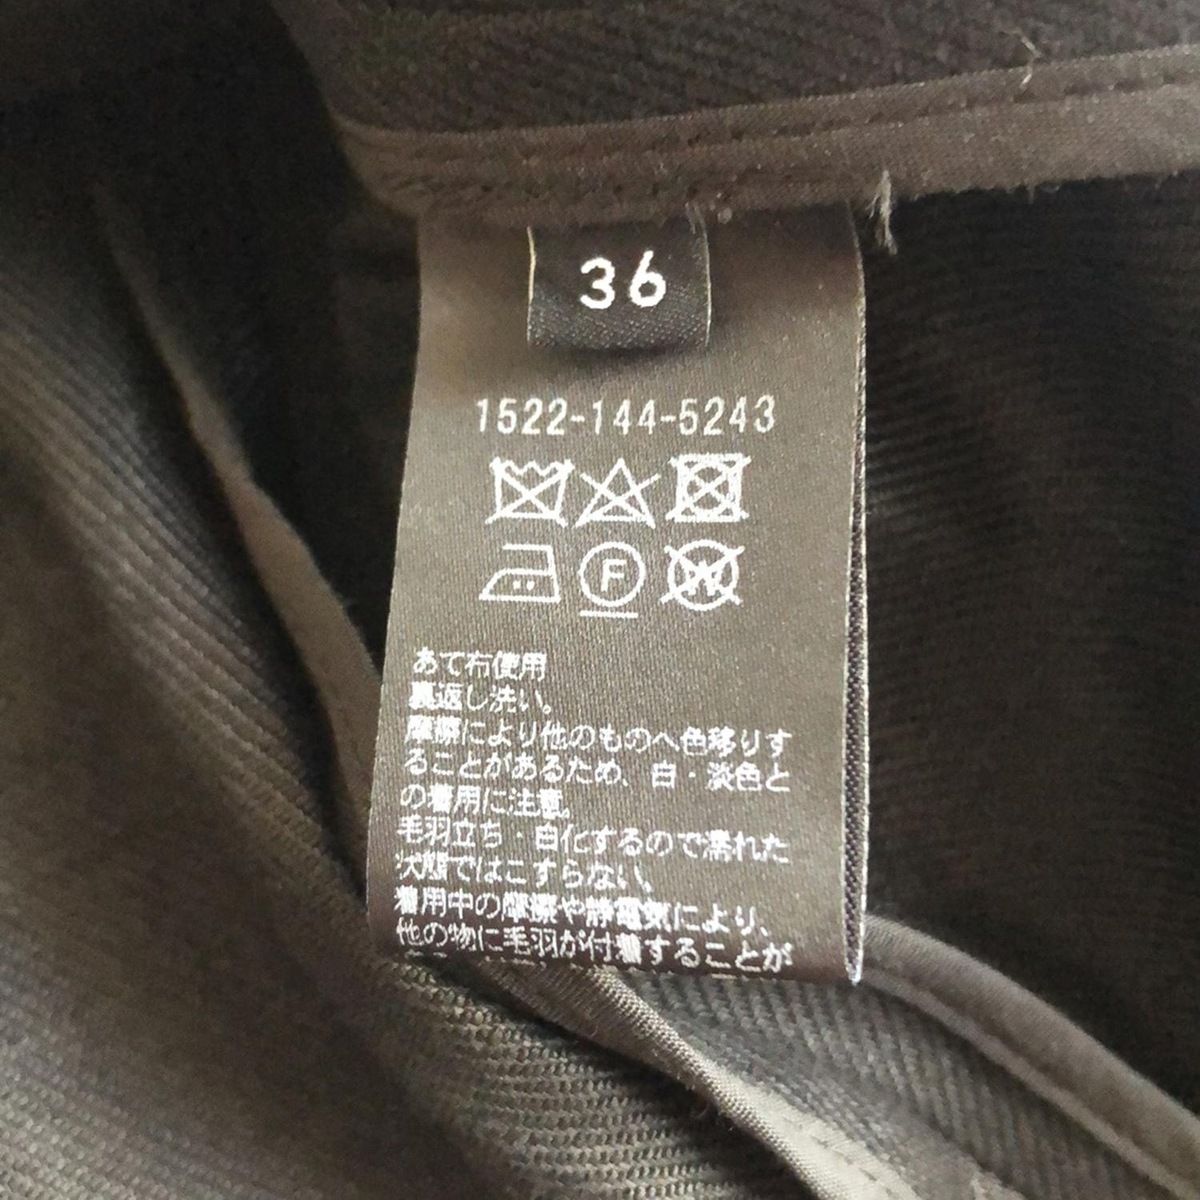 36
1522-144-5243
F
W
あて布使用
裏返し洗い。
摩擦により他のものへ色移りす
ることがあるため、白・淡色と
の着用に注意。
毛羽立ち・白化するので濡れた
状態ではこすらない。
着用中の摩擦や静電気により、
他の物に毛羽が付着することが